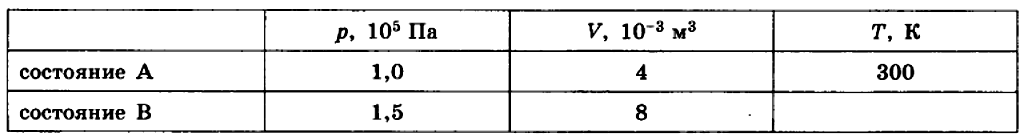 p, 10⁵ Па V, 10⁻³ м³ T, К
состояние А 1,0 4 300
состояние В 1,5 8